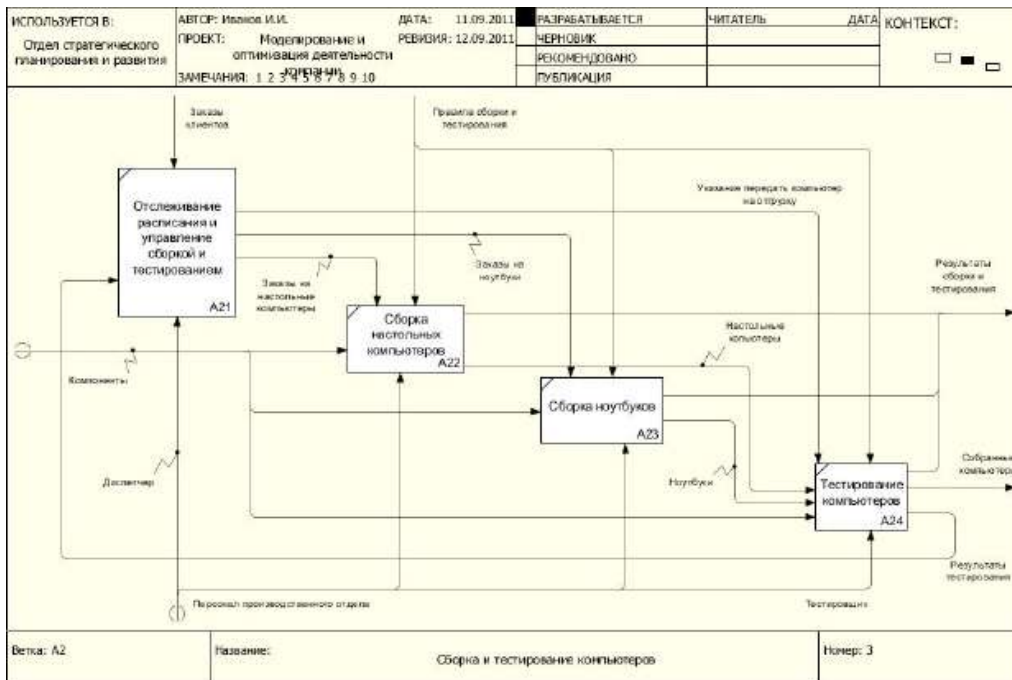 ИСПОЛЬЗУЕТСЯ В:
Отдел стратегического
планирования и развития
АВТОР: Иванов И.И.
ДАТА: 11.09.2011
ПРОЕКТ: Моделирование и
оптимизация деятельности
компании
РЕВИЗИЯ: 12.09.2011
ЗАМЕЧАНИЯ: 1 2 3 4 5 6 7 8 9 10
РАЗРАБАТЫВАЕТСЯ
ЧЕРНОВИК
РЕКОМЕНДОВАНО
ПУБЛИКАЦИЯ
ЧИТАТЕЛЬ
ДАТА
КОНТЕКСТ:
Заказы
клиентов
Правила сборки и
тестирования
Отслеживание
расписания и
управление
сборкой и
тестированием
A21
Указание передать компьютер
на отгрузку
Заказы на
настольные
компьютеры
Заказы на
ноутбуки
Результаты
сборки и
тестирования
Сборка
настольных
компьютеров
A22
Настольные
копьютеры
Компоненты
Сборка ноутбуков
A23
Диспетчер
Ноутбуки
Собранные
компьютеры
Тестирование
компьютеров
A24
Результаты
тестирования
Персонал производственного отдела
Тестировщик
Ветка: A2
Название:
Сборка и тестирование компьютеров
Номер: 3